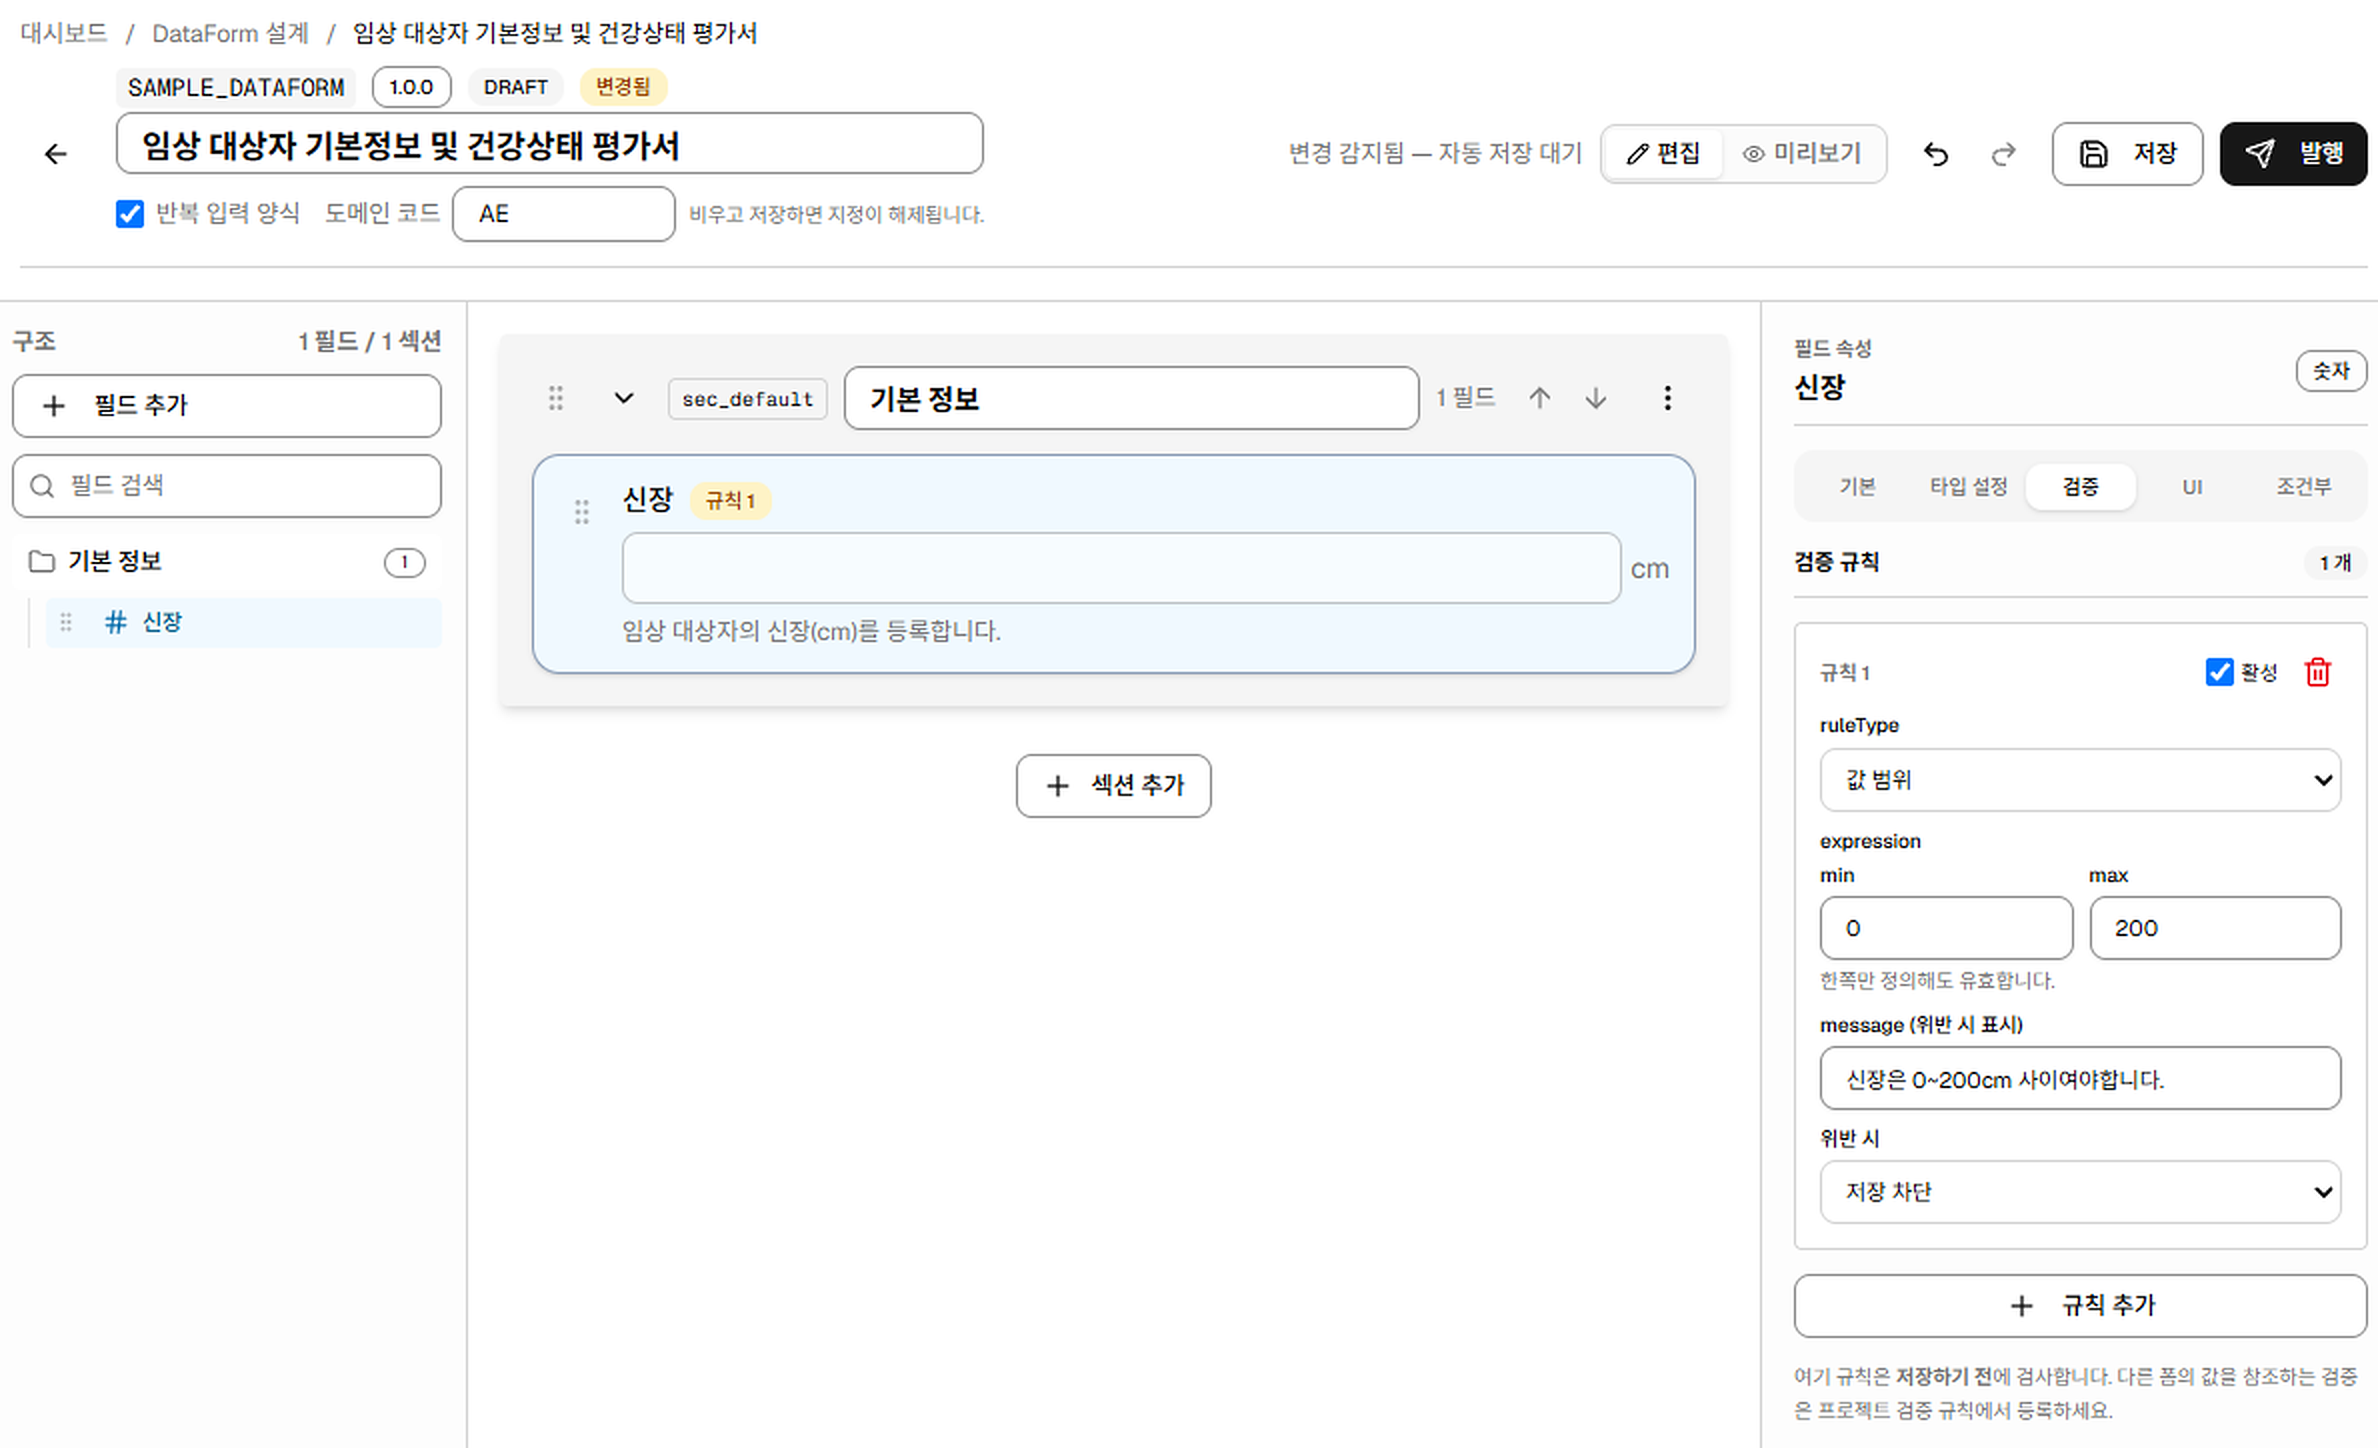 대시보드 / DataForm 설계 / 임상 대상자 기본정보 및 건강상태 평가서
SAMPLE_DATAFORM 1.0.0 DRAFT 변경됨
임상 대상자 기본정보 및 건강상태 평가서
변경 감지됨 — 자동 저장 대기 편집 미리보기 저장 발행
반복 입력 양식 도메인 코드 AE 비우고 저장하면 지정이 해제됩니다.
구조 1 필드 / 1 섹션
필드 추가
필드 검색
기본 정보 1
신장
sec_default 기본 정보 1 필드
신장 규칙 1
cm
임상 대상자의 신장(cm)를 등록합니다.
섹션 추가
필드 속성
신장 숫자
기본 타입 설정 검증 UI 조건부
검증 규칙 1 개
규칙 1 활성
ruleType
값 범위
expression
min max
0 200
한쪽만 정의해도 유효합니다.
message (위반 시 표시)
신장은 0~200cm 사이여야합니다.
위반 시
저장 차단
규칙 추가
여기 규칙은 저장하기 전에 검사합니다. 다른 폼의 값을 참조하는 검증
은 프로젝트 검증 규칙에서 등록하세요.